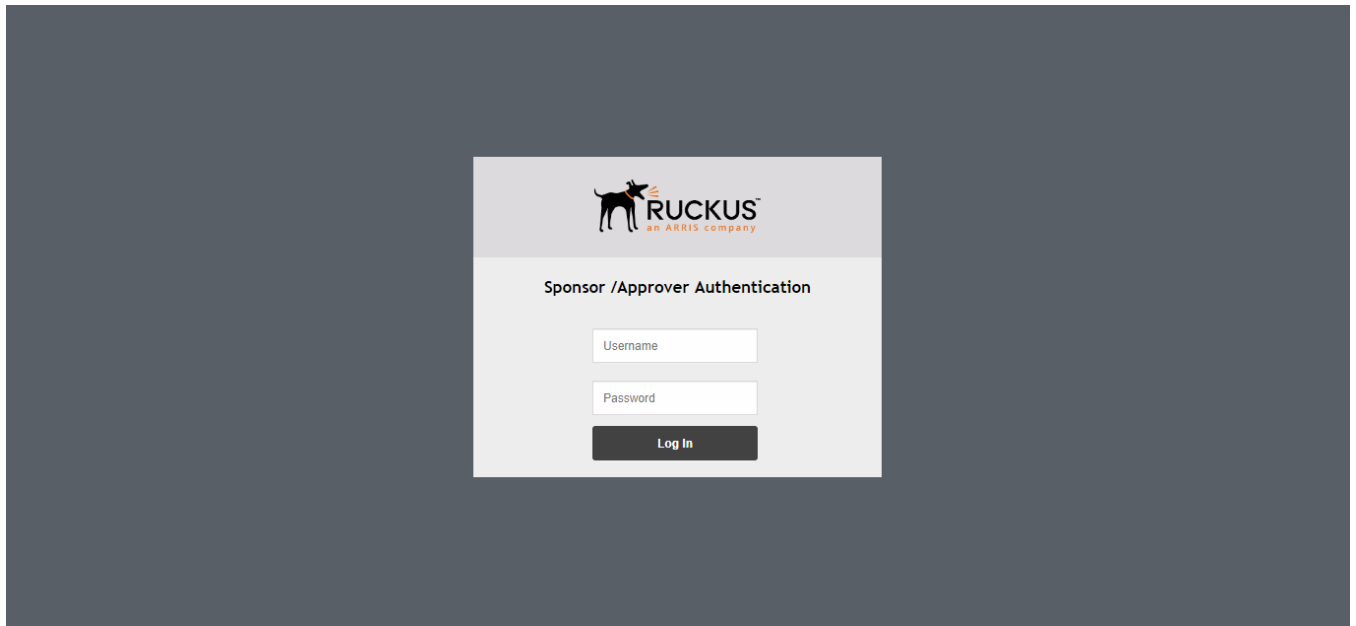 RUCKUS™
an ARRIS company
Sponsor /Approver Authentication
Username
Password
Log In